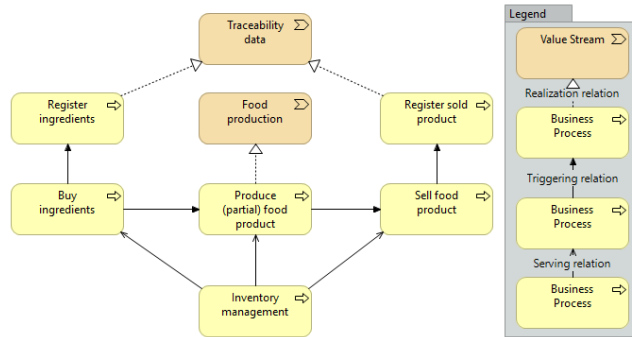 Legend
Traceability
data
Value Stream
Realization relation
Register
ingredients
Food
production
Register sold
product
Business
Process
Triggering relation
Buy
ingredients
Produce
(partial) food
product
Sell food
product
Business
Process
Serving relation
Inventory
management
Business
Process